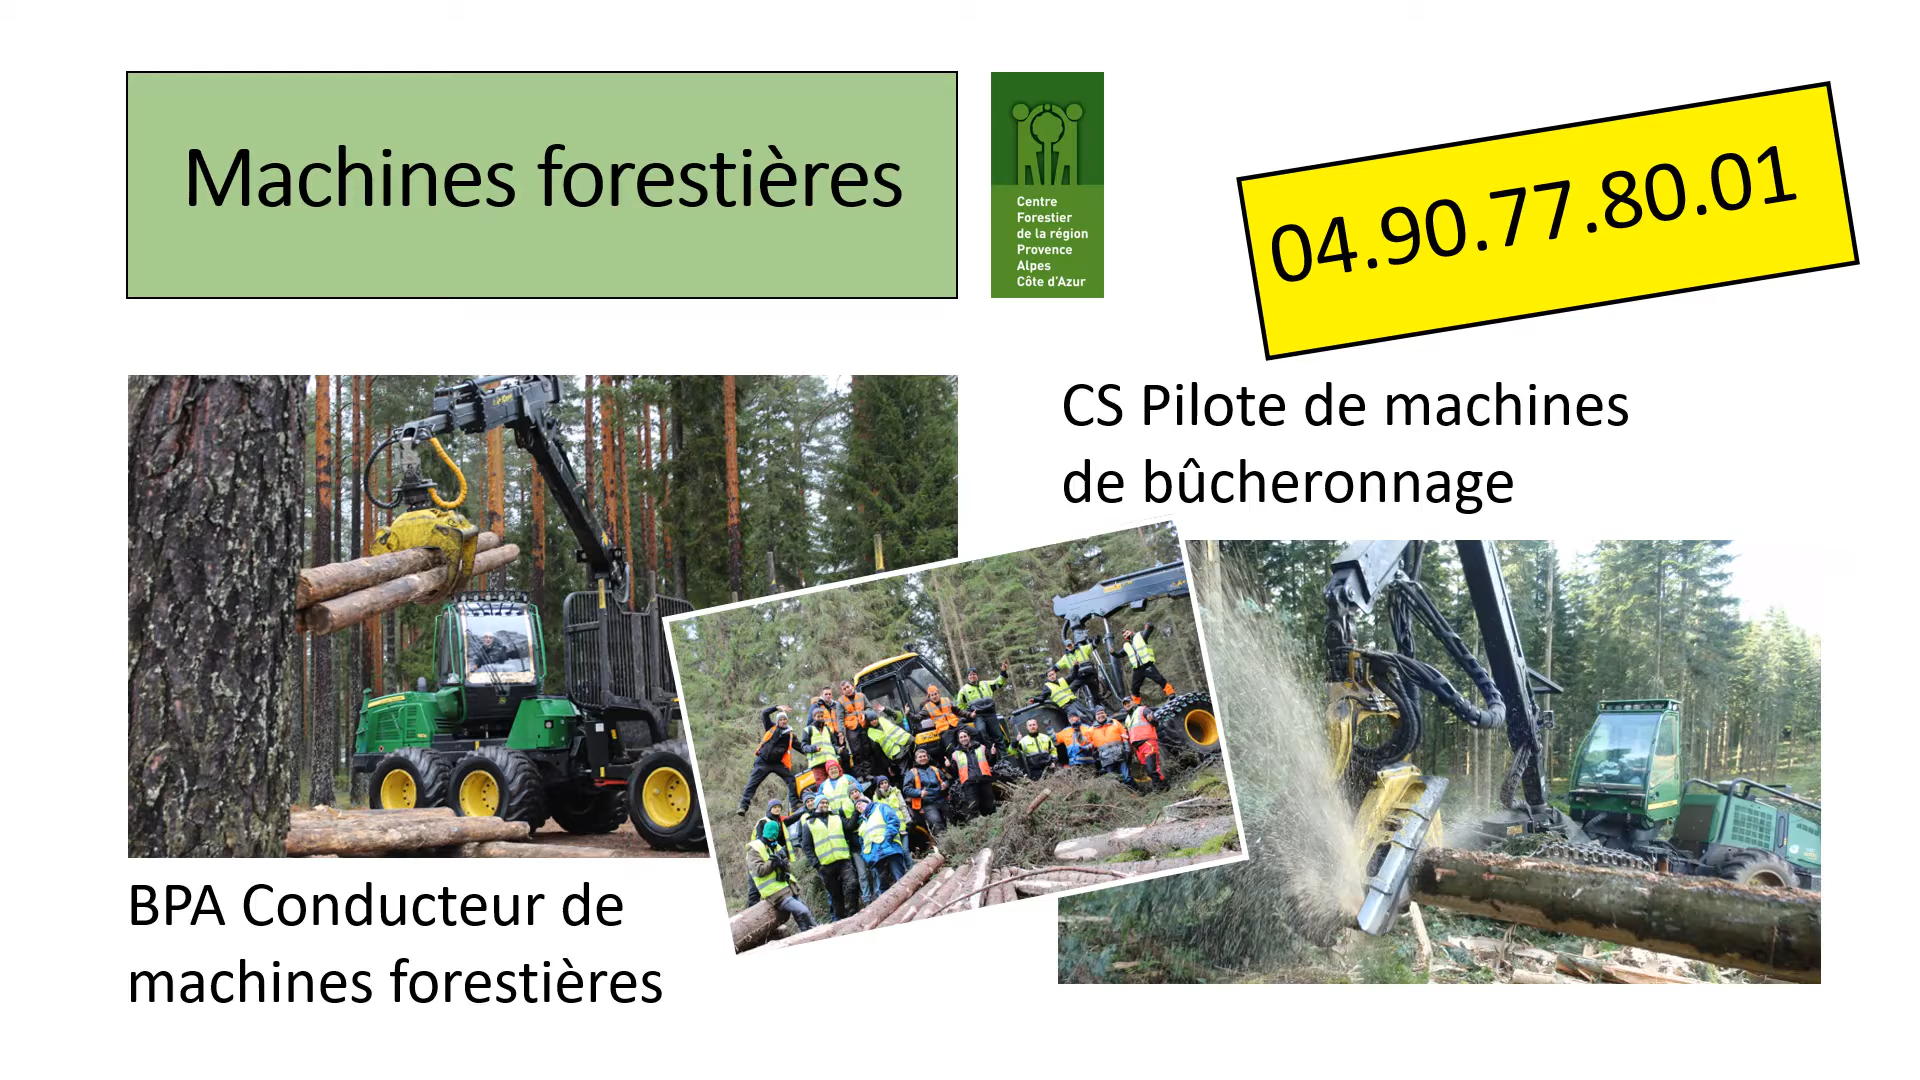 Machines forestières
Centre
Forestier
de la région
Provence
Alpes
Côte d'Azur
04.90.77.80.01
CS Pilote de machines
de bûcheronnage
BPA Conducteur de
machines forestières